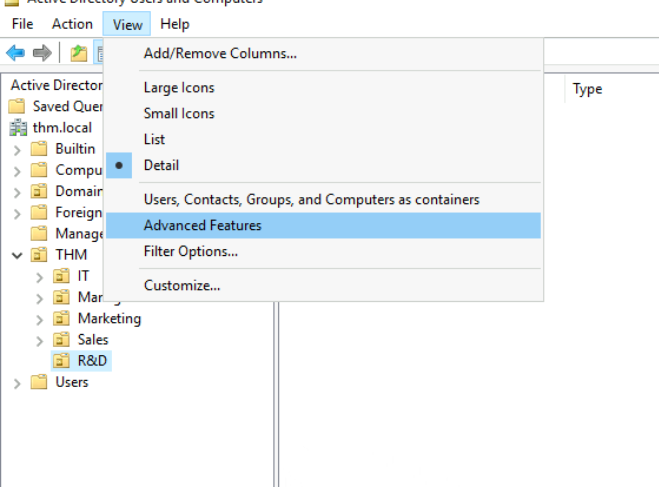 Active Directory Users and Computers
File Action View Help
Add/Remove Columns...
Large Icons
Small Icons
List
Detail
Users, Contacts, Groups, and Computers as containers
Advanced Features
Filter Options...
Customize...
Type
Active Director
Saved Quer
thm.local
Builtin
Compu
Domain
Foreign
Manage
THM
IT
Marketing
Sales
R&D
Users